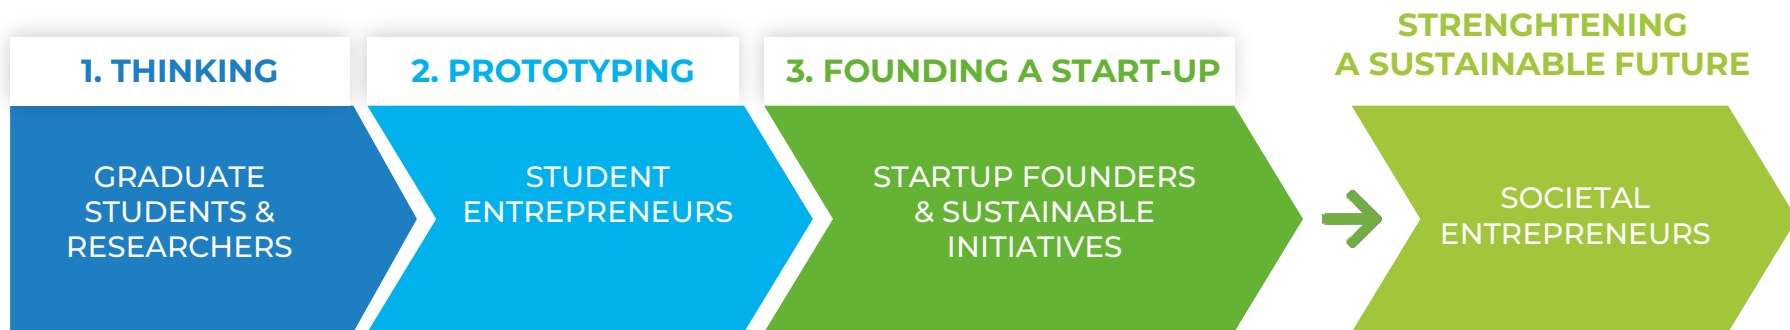 1. THINKING
GRADUATE
STUDENTS &
RESEARCHERS
2. PROTOTYPING
STUDENT
ENTREPRENEURS
3. FOUNDING A START-UP
STARTUP FOUNDERS
& SUSTAINABLE
INITIATIVES
STRENGHTENING
A SUSTAINABLE FUTURE
SOCIETAL
ENTREPRENEURS